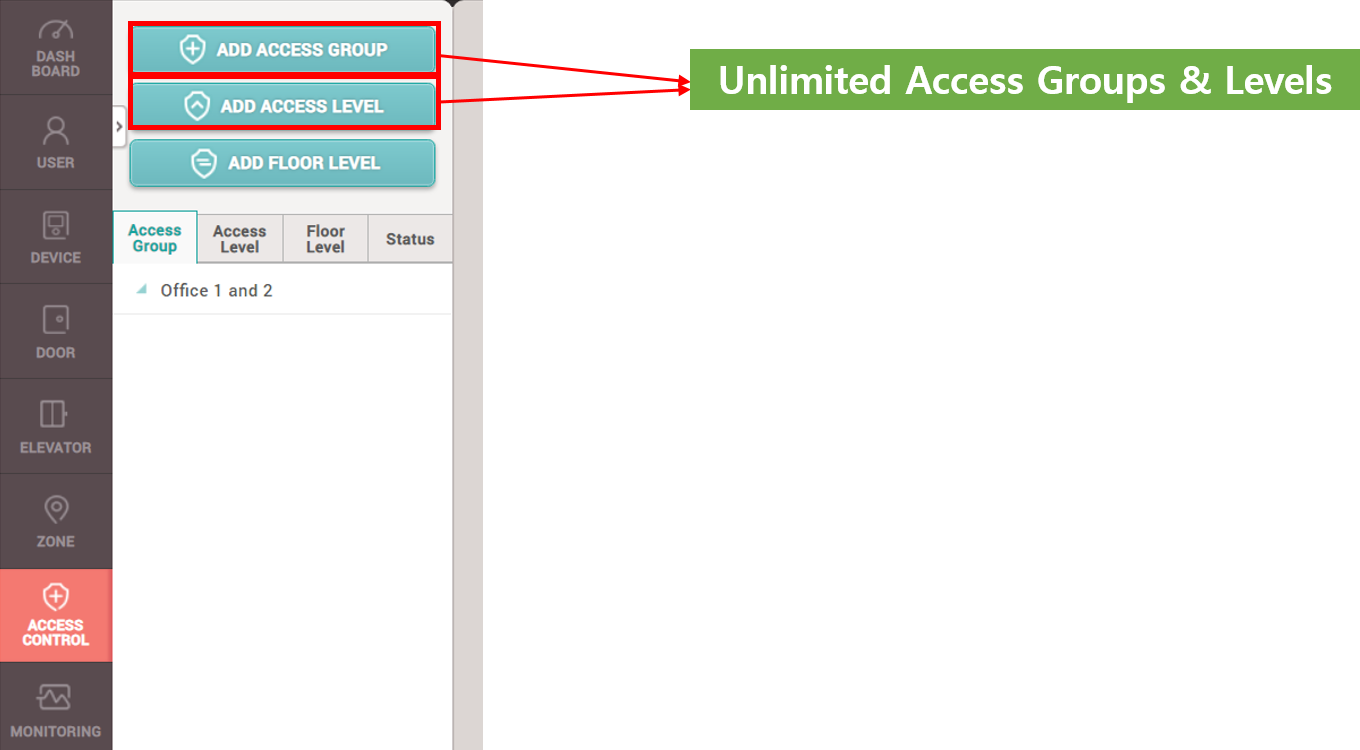 DASH
BOARD
USER
DEVICE
DOOR
ELEVATOR
ZONE
ACCESS
CONTROL
MONITORING
ADD ACCESS GROUP
ADD ACCESS LEVEL
ADD FLOOR LEVEL
Access
Group
Access
Level
Floor
Level
Status
Office 1 and 2
Unlimited Access Groups & Levels